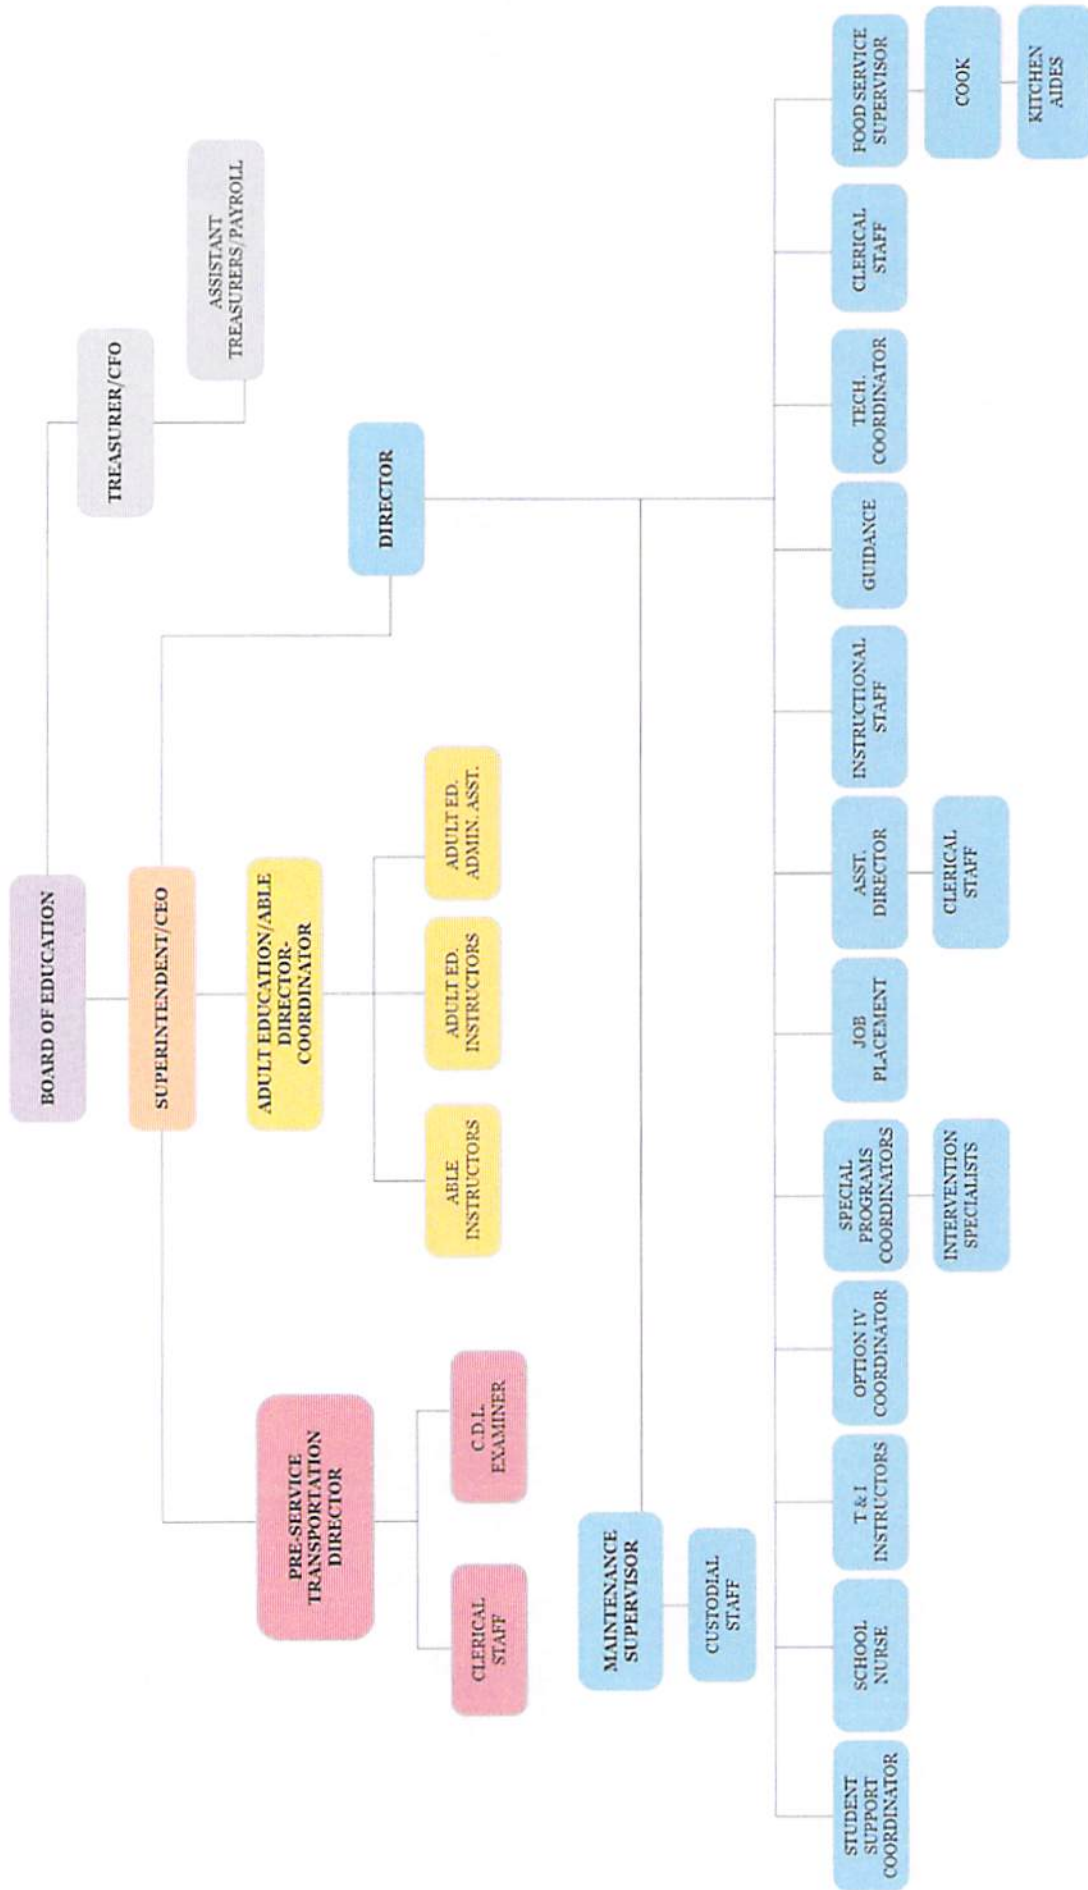 BOARD OF EDUCATION
SUPERINTENDENT/CEO
TREASURER/CFO
ASSISTANT
TREASURERS/PAYROLL
PRE-SERVICE
TRANSPORTATION
DIRECTOR
ADULT EDUCATION/ABLE
DIRECTOR-
COORDINATOR
DIRECTOR
CLERICAL
STAFF
C.D.L.
EXAMINER
ABLE
INSTRUCTORS
ADULT ED.
INSTRUCTORS
ADULT ED.
ADMIN. ASST.
MAINTENANCE
SUPERVISOR
CUSTODIAL
STAFF
STUDENT
SUPPORT
COORDINATOR
SCHOOL
NURSE
T & I
INSTRUCTORS
OPTION IV
COORDINATOR
SPECIAL
PROGRAMS
COORDINATORS
JOB
PLACEMENT
ASST.
DIRECTOR
INSTRUCTIONAL
STAFF
GUIDANCE
TECH.
COORDINATOR
CLERICAL
STAFF
FOOD SERVICE
SUPERVISOR
INTERVENTION
SPECIALISTS
CLERICAL
STAFF
COOK
KITCHEN
AIDES